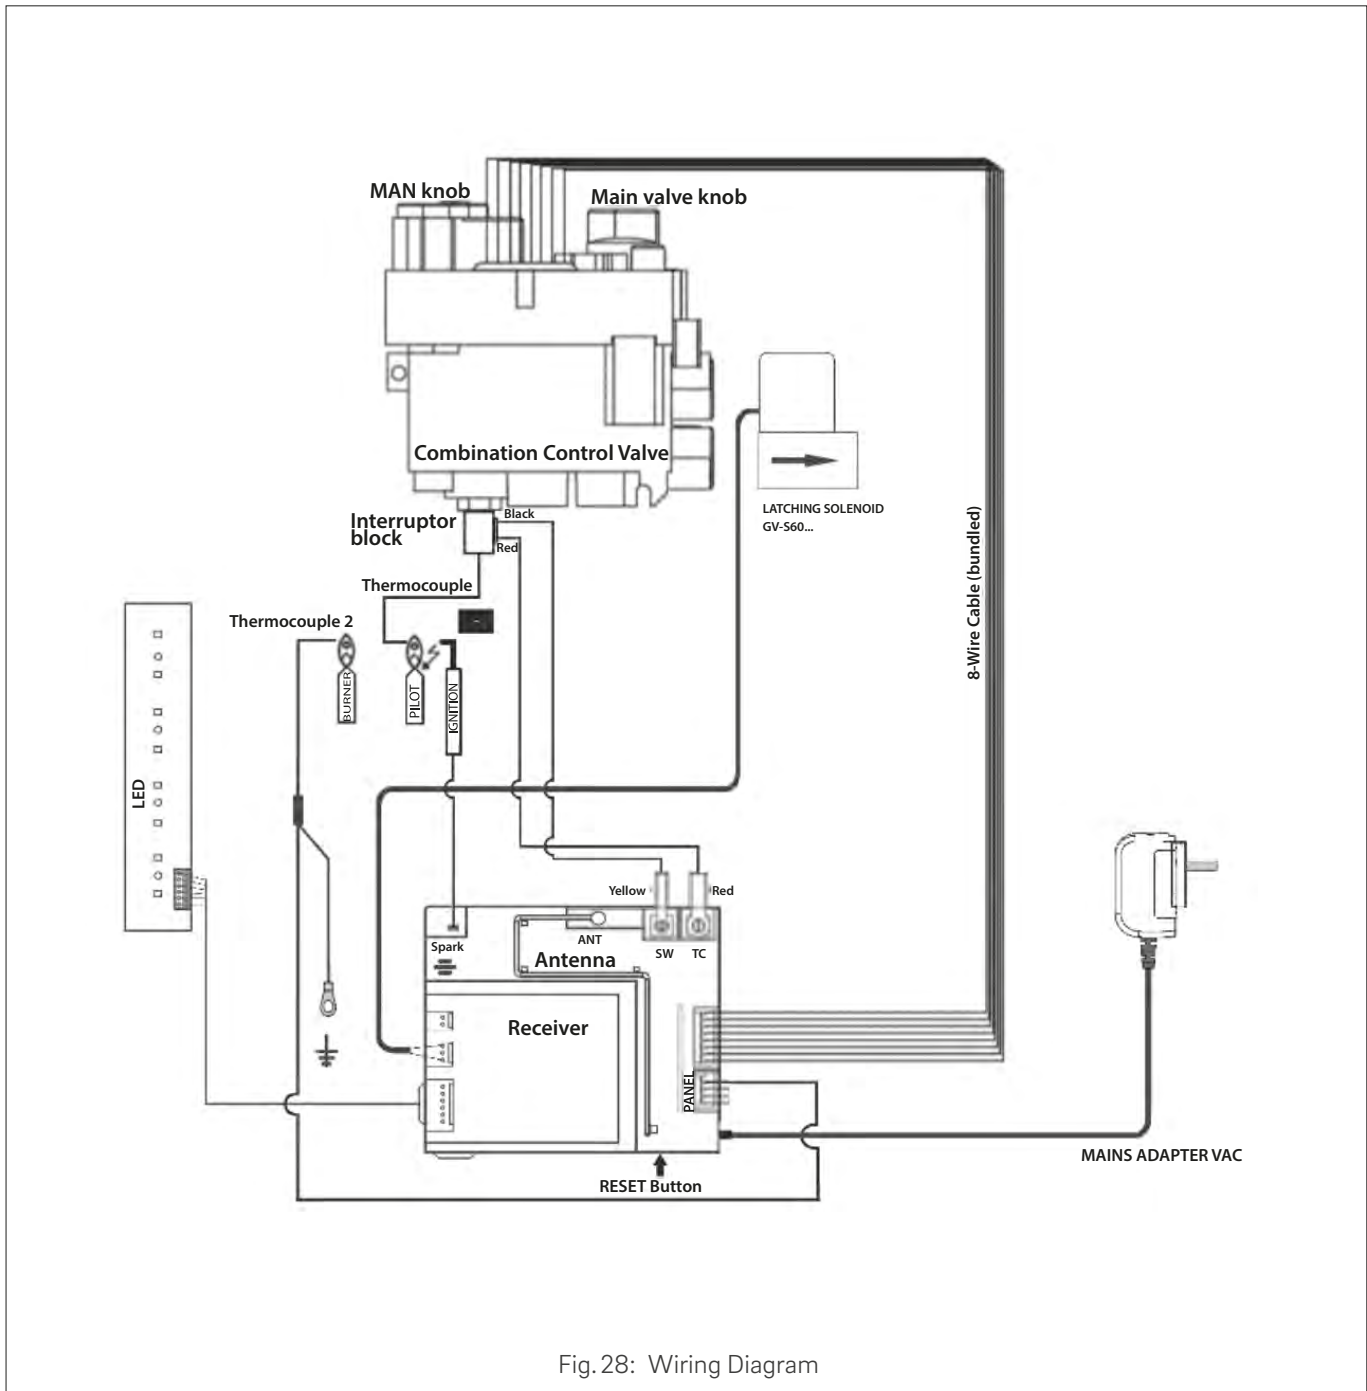 MAN knob
Main valve knob
Combination Control Valve
LATCHING SOLENOID
GV-S60...
Black
Interruptor
block
Red
8-Wire Cable (bundled)
Thermocouple
Thermocouple 2
BURNER
PILOT
IGNITION
LED
Yellow
Red
Spark
ANT
SW
TC
Antenna
Receiver
PANEL
MAINS ADAPTER VAC
RESET Button
Fig. 28: Wiring Diagram